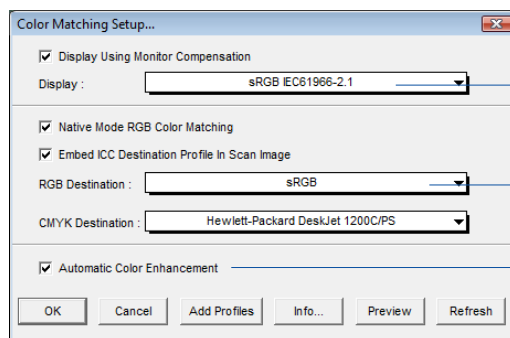 Color Matching Setup...
Display Using Monitor Compensation
Display : sRGB IEC61966-2.1
Native Mode RGB Color Matching
Embed ICC Destination Profile In Scan Image
RGB Destination : sRGB
CMYK Destination : Hewlett-Packard DeskJet 1200C/PS
Automatic Color Enhancement
OK Cancel Add Profiles Info... Preview Refresh